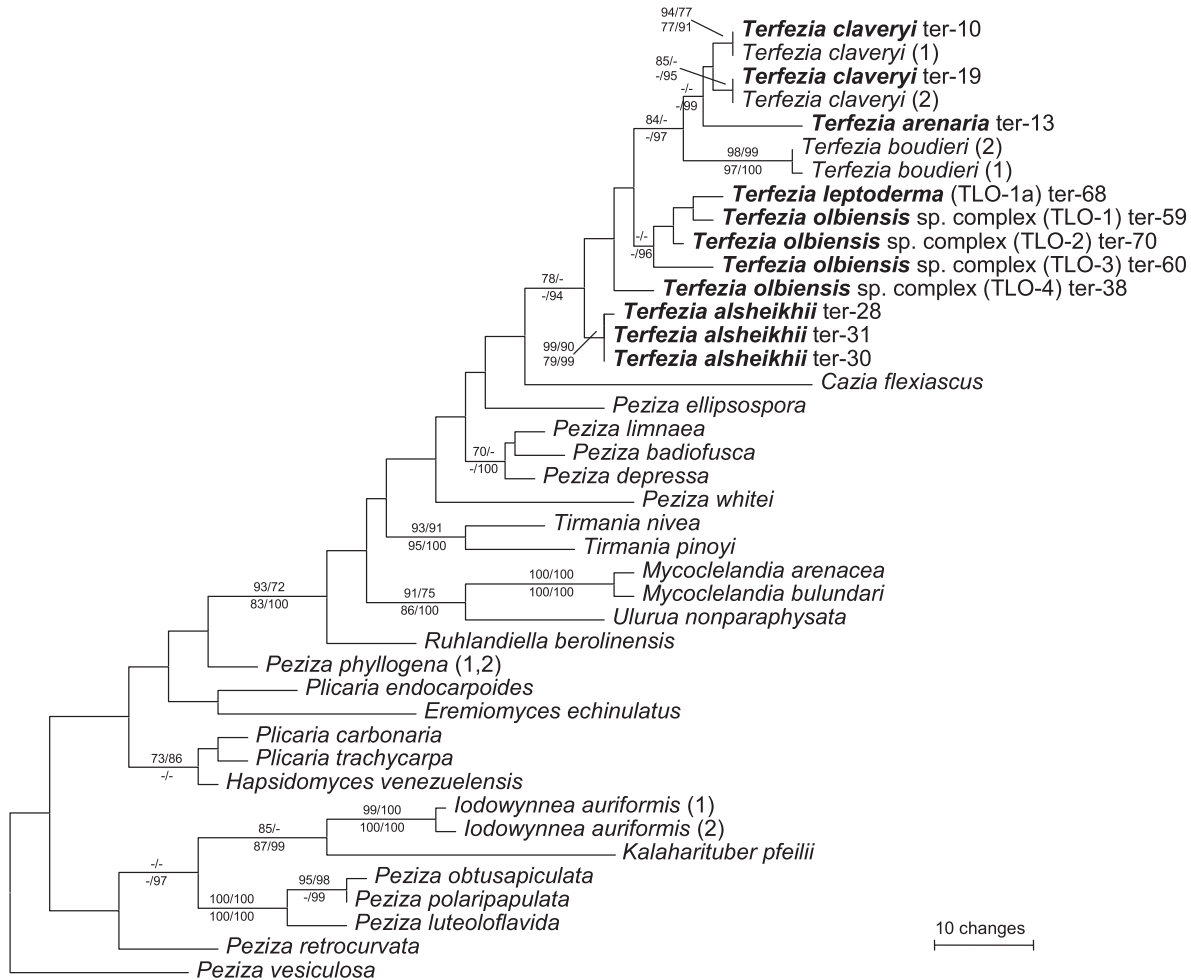 94/77
77/91
Terfezia claveryi ter-10
Terfezia claveryi (1)
85/-
-/95
Terfezia claveryi ter-19
Terfezia claveryi (2)
-/-
-/99
84/-
-/97
Terfezia arenaria ter-13
Terfezia boudieri (2)
98/99
97/100
Terfezia boudieri (1)
Terfezia leptoderma (TLO-1a) ter-68
Terfezia olbiensis sp. complex (TLO-1) ter-59
-/-
-/96
Terfezia olbiensis sp. complex (TLO-2) ter-70
Terfezia olbiensis sp. complex (TLO-3) ter-60
78/-
-/94
Terfezia olbiensis sp. complex (TLO-4) ter-38
Terfezia alsheikhii ter-28
Terfezia alsheikhii ter-31
99/90
79/99
Terfezia alsheikhii ter-30
Cazia flexiascus
Peziza ellipsospora
Peziza limnaea
70/-
-/100
Peziza badiofusca
Peziza depressa
Peziza whitei
Tirmania nivea
93/91
95/100
Tirmania pinoyi
Mycoclelandia arenacea
100/100
100/100
Mycoclelandia bulundari
91/75
86/100
Ulurua nonparaphysata
93/72
83/100
Ruhlandiella berolinensis
Peziza phyllogena (1,2)
Plicaria endocarpoides
Eremiomyces echinulatus
Plicaria carbonaria
73/86
-/-
Plicaria trachycarpa
Hapsidomyces venezuelensis
Iodowynnea auriformis (1)
99/100
100/100
Iodowynnea auriformis (2)
85/-
87/99
Kalaharituber pfeilii
-/-
-/97
Peziza obtusapiculata
95/98
-/99
Peziza polaripapulata
100/100
100/100
Peziza luteoloflavida
Peziza retrocurvata
10 changes
Peziza vesiculosa